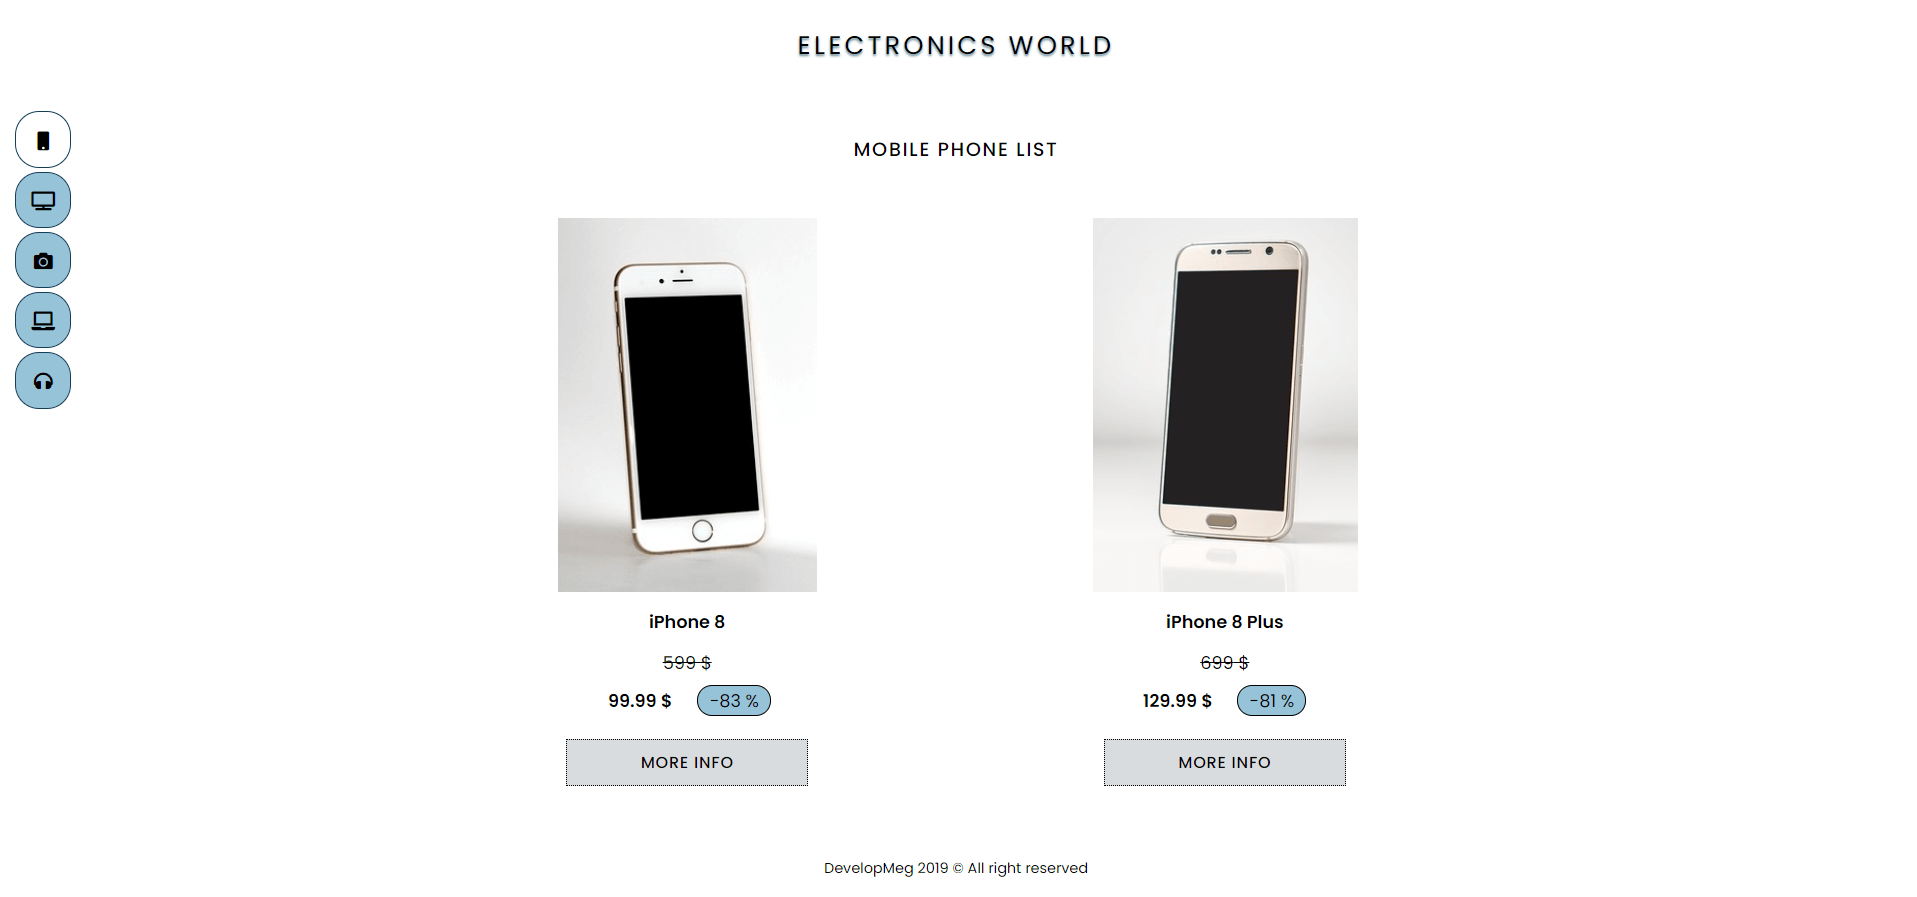 ELECTRONICS WORLD
MOBILE PHONE LIST
iPhone 8
599 $
99.99 $ -83 %
MORE INFO
iPhone 8 Plus
699 $
129.99 $ -81 %
MORE INFO
DevelopMeg 2019 © All right reserved